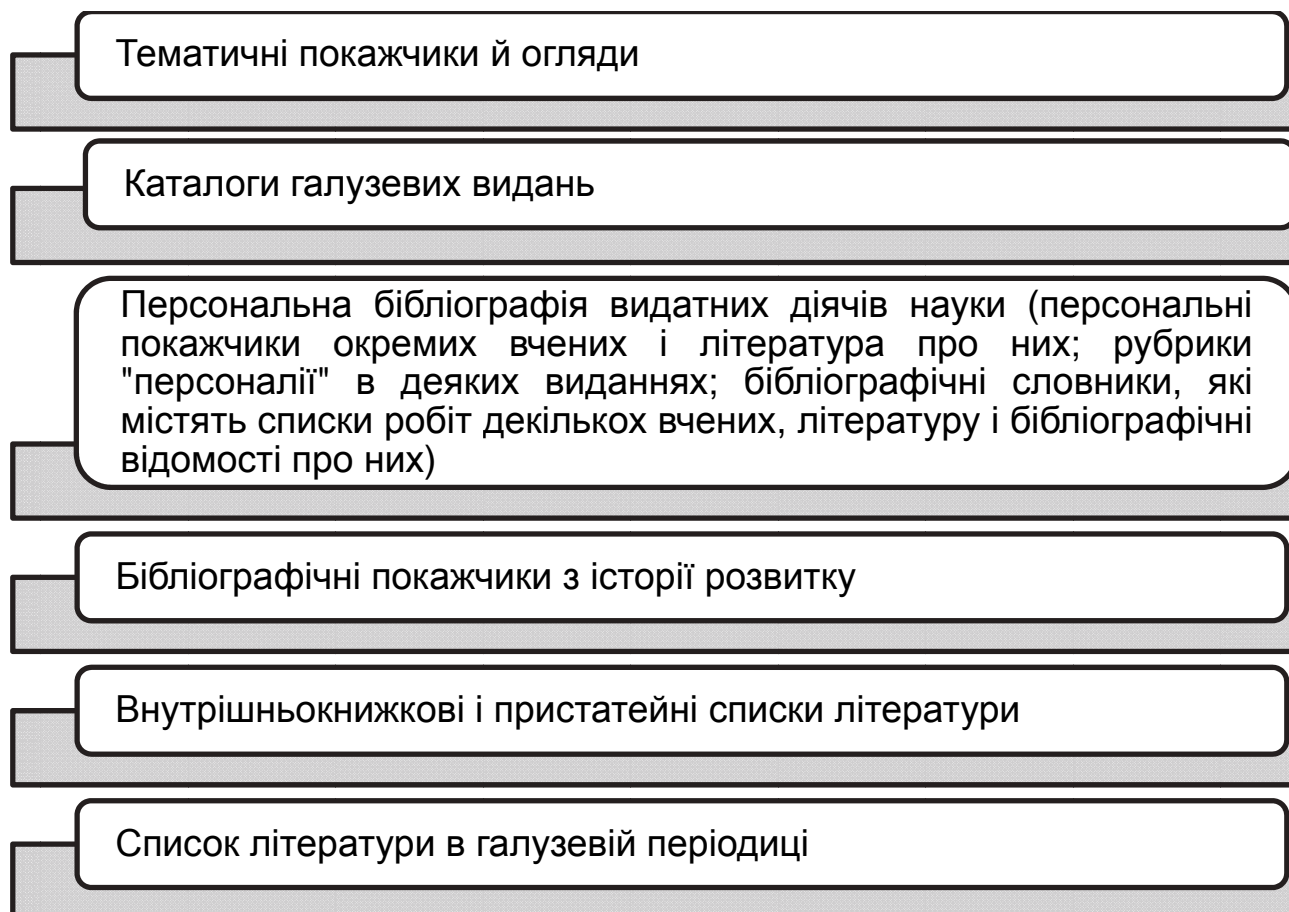 Тематичні покажчики й огляди
Каталоги галузевих видань
Персональна бібліографія видатних діячів науки (персональні
покажчики окремих вчених і література про них; рубрики
"персоналії" в деяких виданнях; бібліографічні словники, які
містять списки робіт декількох вчених, літературу і бібліографічні
відомості про них)
Бібліографічні покажчики з історії розвитку
Внутрішньокнижкові і пристатейні списки літератури
Список літератури в галузевій періодиці